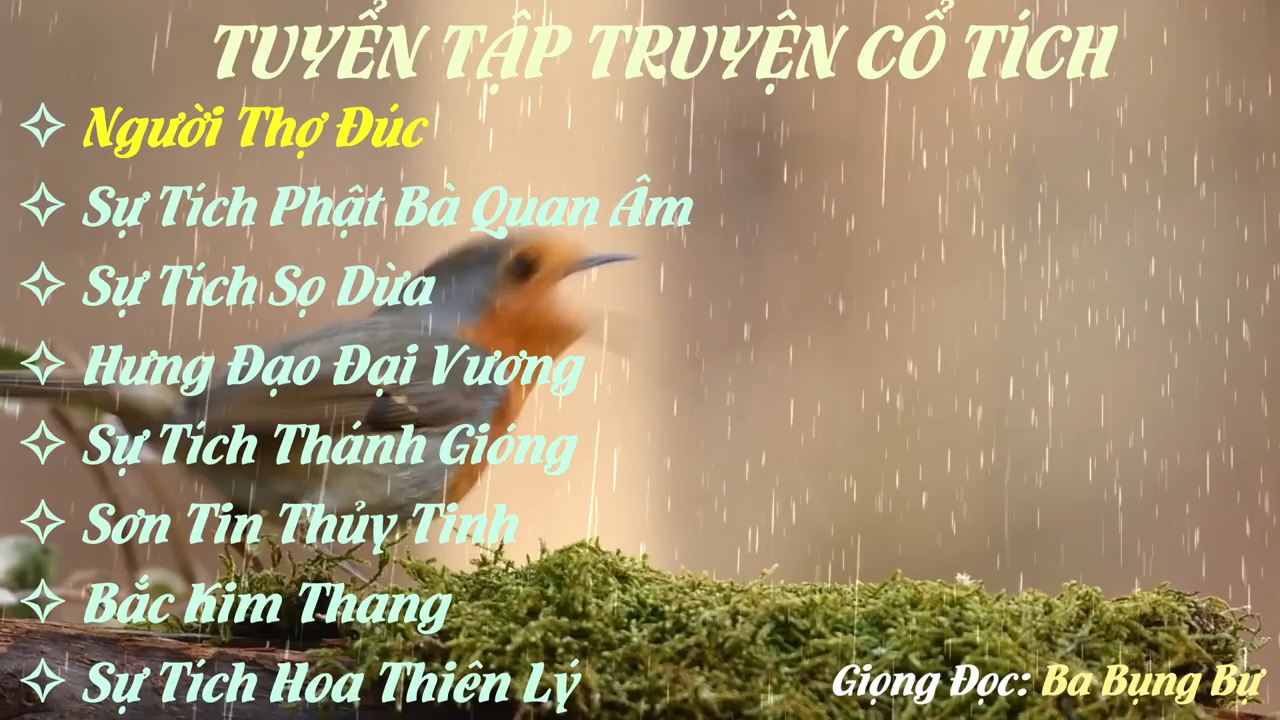 TUYỂN TẬP TRUYỆN CỔ TÍCH
Người Thợ Đúc
Sự Tích Phật Bà Quan Âm
Sự Tích Sọ Dừa
Hưng Đạo Đại Vương
Sự Tích Thánh Gióng
Sơn Tin Thủy Tinh
Bắc Kim Thang
Sự Tích Hoa Thiên Lý
Giọng Đọc: Ba Bụng Bự